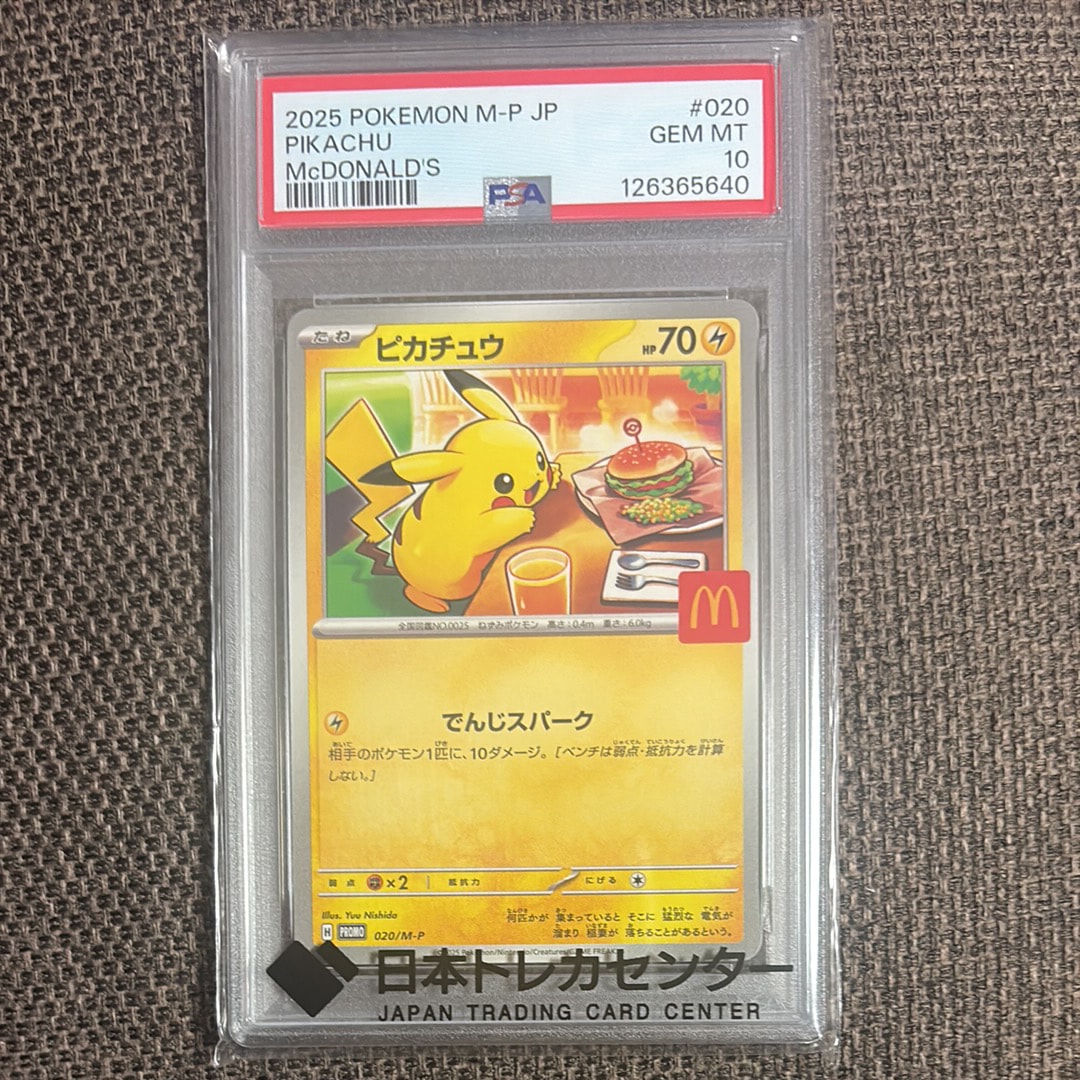 2025 POKEMON M-P JP
#020
PIKACHU
GEM MT
McDONALD'S
10
PSA
126365640
たね
ピカチュウ
HP70
全国図鑑NO.0025 ねずみポケモン 高さ:0.4m 重さ:6.0kg
でんじスパーク
相手のポケモン1匹に、10ダメージ。[ベンチは弱点・抵抗力を計算
しない。]
弱点 ×2 抵抗力 にげる
Illus. Yuu Nishida
何匹かが 集まっていると そこに 猛烈な 電気が
H PROMO 020/M-P
溜まり 稲妻が 落ちることがあるという。
©2025 Pokémon/Nintendo/Creatures/GAME FREAK
日本トレカセンター
JAPAN TRADING CARD CENTER